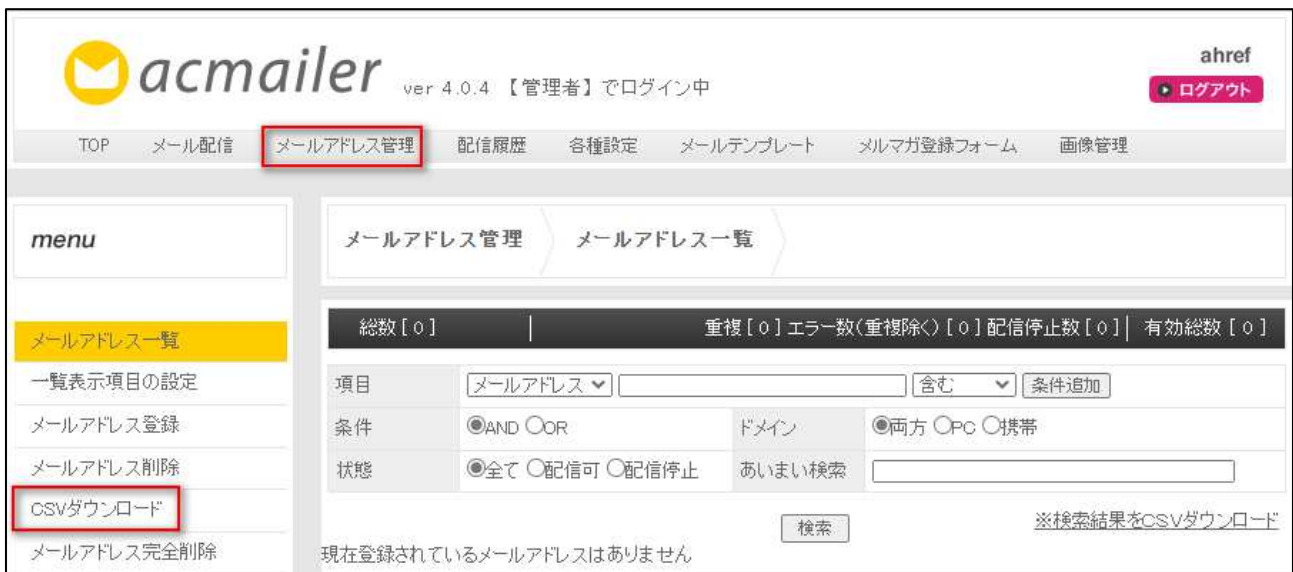 acmailer ver 4.0.4 【管理者】でログイン中
ahref
ログアウト
TOP メール配信 メールアドレス管理 配信履歴 各種設定 メールテンプレート メルマガ登録フォーム 画像管理
menu
メールアドレス一覧
一覧表示項目の設定
メールアドレス登録
メールアドレス削除
CSVダウンロード
メールアドレス完全削除
メールアドレス管理 メールアドレス一覧
総数 [ 0 ] 重複 [ 0 ] エラー数(重複除く) [ 0 ] 配信停止数 [ 0 ] 有効総数 [ 0 ]
項目 メールアドレス 含む 条件追加
条件 AND OR ドメイン 両方 PC 携帯
状態 全て 配信可 配信停止 あいまい検索
検索 ※検索結果をCSVダウンロード
現在登録されているメールアドレスはありません